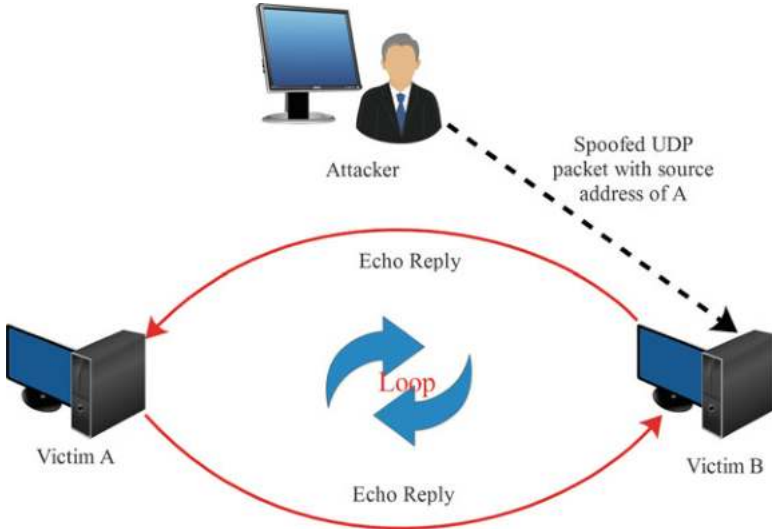 Attacker
Spoofed UDP
packet with source
address of A
Echo Reply
Loop
Victim A
Victim B
Echo Reply